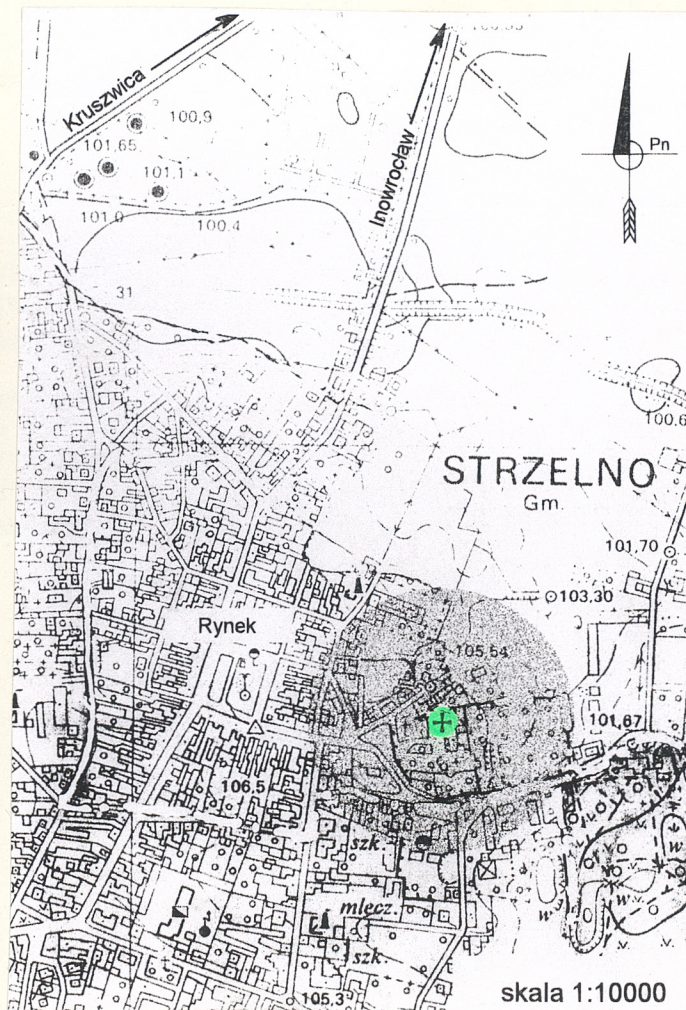 Kruszwica
100,9
101,65
101,1
101,0
100.4
Inowrocław
Pn
31
STRZELNO
Gm.
100,6
101,70
103,30
Rynek
105,54
101,67
106,5
szk.
w
mlecz.
szk.
w
w
105,3
skala 1:10000